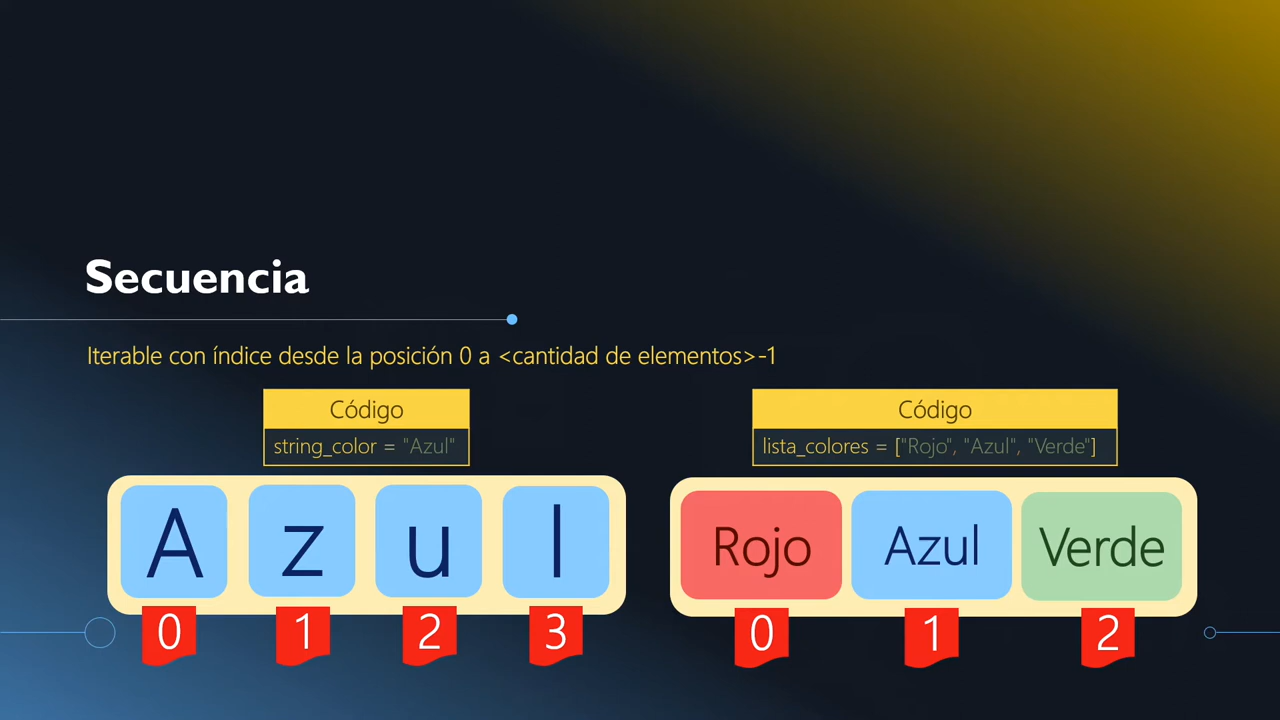 Secuencia
Iterable con índice desde la posición 0 a <cantidad de elementos>-1
Código
string_color = "Azul"
A z u l
0 1 2 3
Código
lista_colores = ["Rojo", "Azul", "Verde"]
Rojo Azul Verde
0 1 2